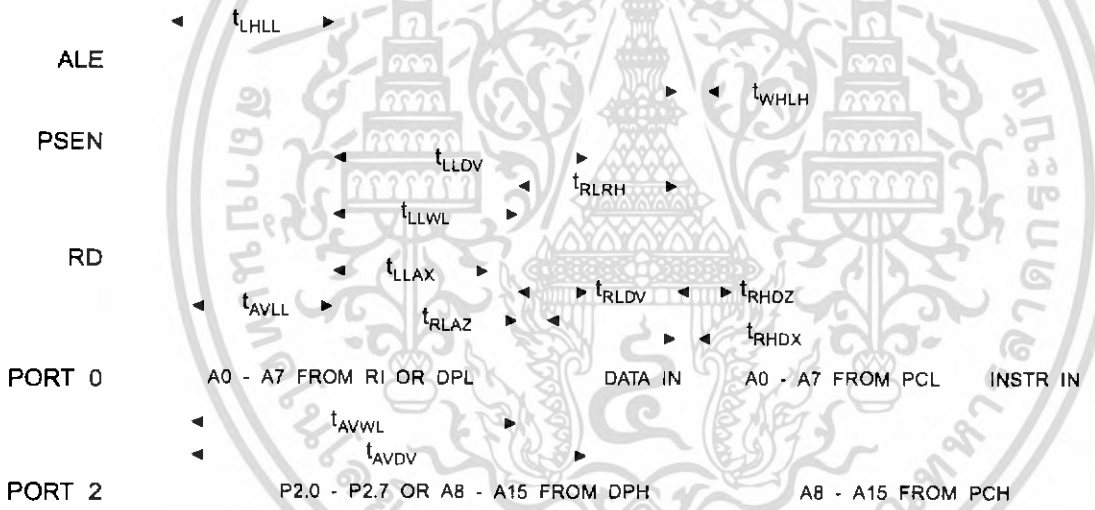 tLHLL
ALE
tWHLH
PSEN
tLLDV
tRLRH
tLLWL
RD
tLLAX
tRLDV
tRHDZ
tAVLL
tRLAZ
tRHDX
PORT 0 A0 - A7 FROM RI OR DPL DATA IN A0 - A7 FROM PCL INSTR IN
tAVWL
tAVDV
PORT 2 P2.0 - P2.7 OR A8 - A15 FROM DPH A8 - A15 FROM PCH